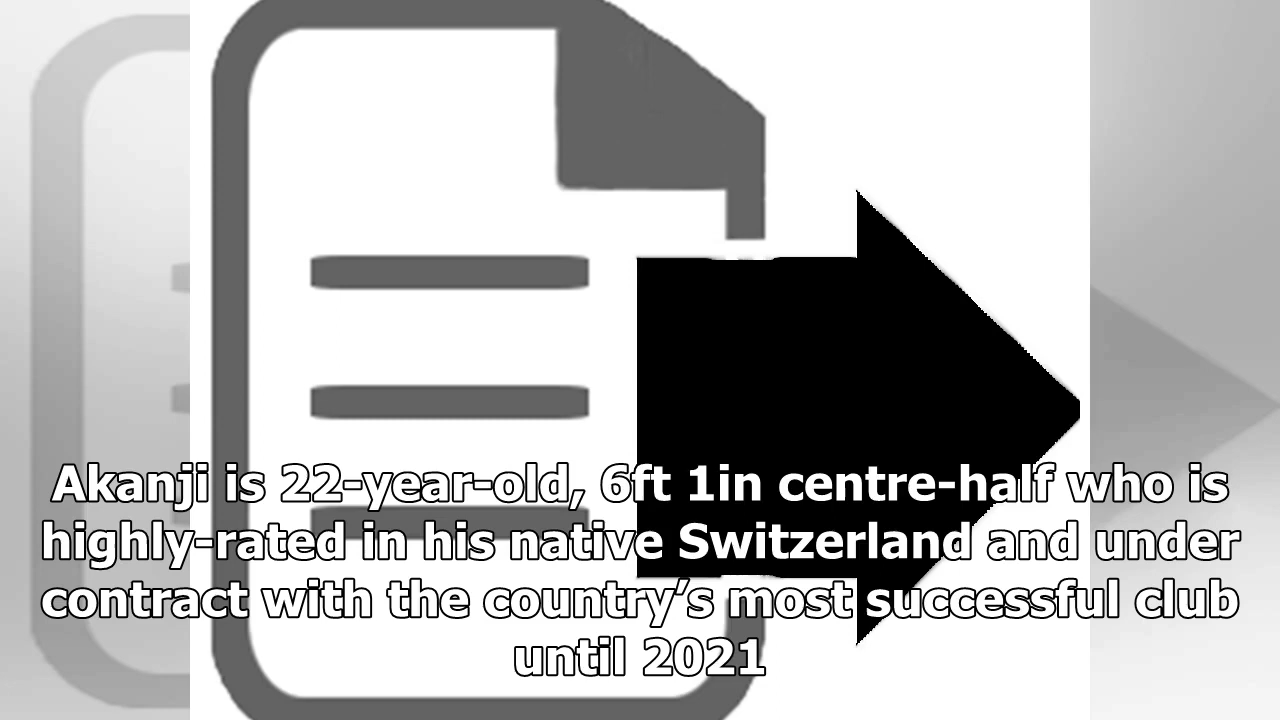 Akanji is 22-year-old, 6ft 1in centre-half who is
highly-rated in his native Switzerland and under
contract with the country’s most successful club
until 2021